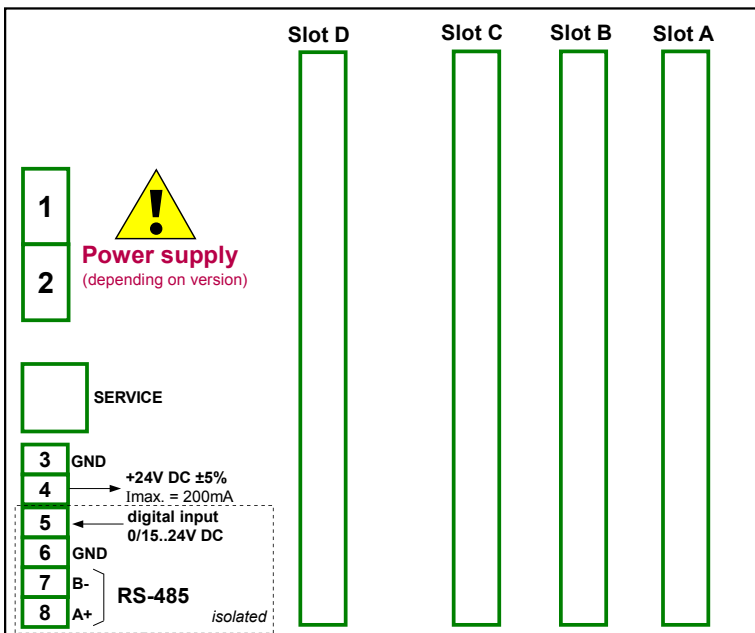 Slot D Slot C Slot B Slot A
1
!
Power supply
2
(depending on version)
SERVICE
3 GND
4 +24V DC ±5%
Imax. = 200mA
5 digital input
0/15..24V DC
6 GND
7 B-
RS-485
8 A+
isolated